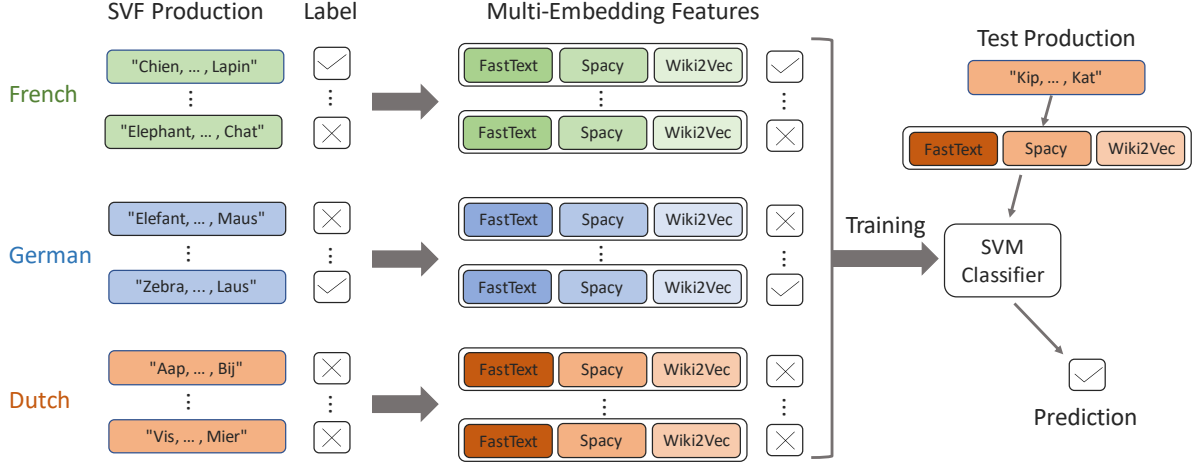 SVF Production Label Multi-Embedding Features
Test Production
French
"Chien, ... , Lapin"
FastText Spacy Wiki2Vec
"Elephant, ... , Chat"
FastText Spacy Wiki2Vec
German
"Elefant, ... , Maus"
FastText Spacy Wiki2Vec
"Zebra, ... , Laus"
FastText Spacy Wiki2Vec
Dutch
"Aap, ... , Bij"
FastText Spacy Wiki2Vec
"Vis, ... , Mier"
FastText Spacy Wiki2Vec
Training
"Kip, ... , Kat"
FastText Spacy Wiki2Vec
SVM
Classifier
Prediction